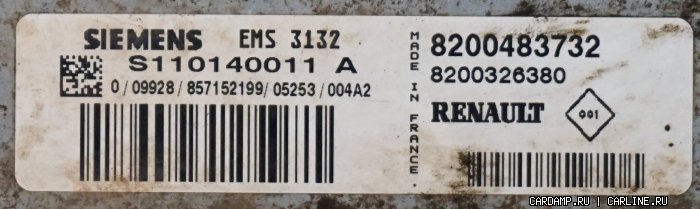 SIEMENS EMS 3132
S110140011 A
0/09928/857152199/05253/004A2
MADE IN FRANCE
8200483732
8200326380
RENAULT
001
CARDAMP.RU | CARLINE.RU